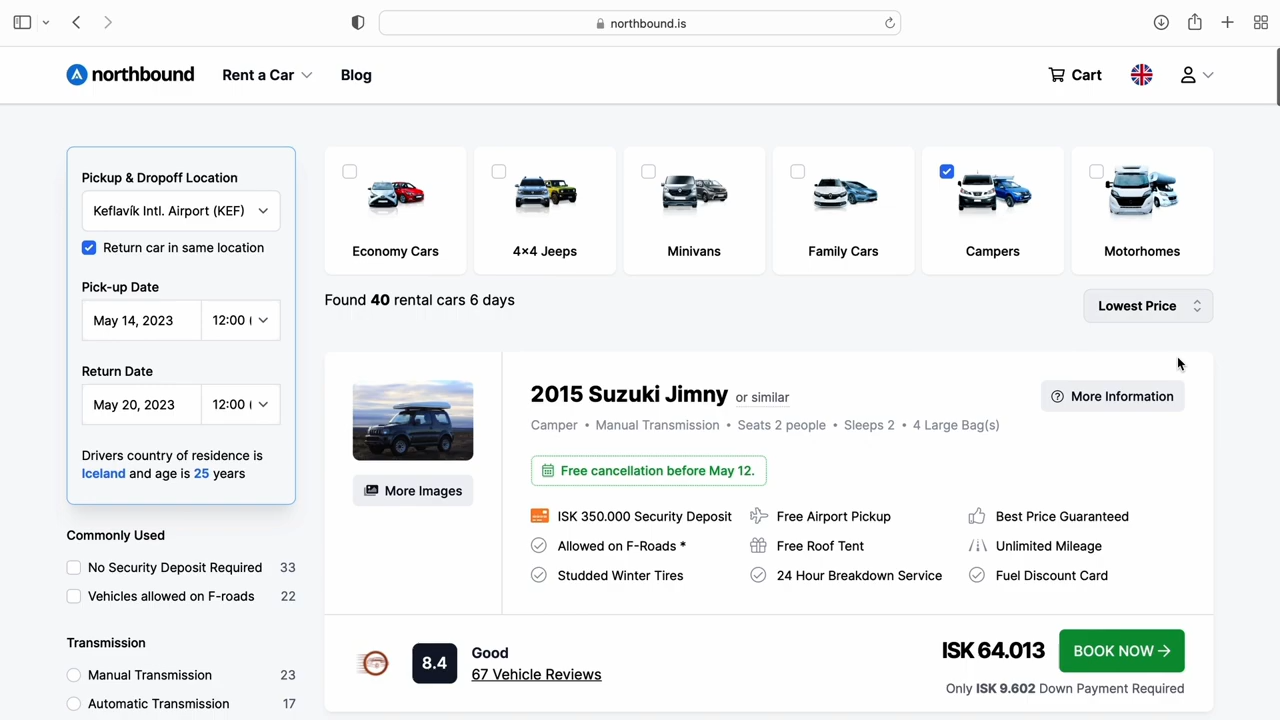 northbound.is
northbound
Rent a Car
Blog
Cart
Pickup & Dropoff Location
Keflavík Intl. Airport (KEF)
Return car in same location
Pick-up Date
May 14, 2023
12:00 (
Return Date
May 20, 2023
12:00 (
Drivers country of residence is
Iceland and age is 25 years
Commonly Used
No Security Deposit Required 33
Vehicles allowed on F-roads 22
Transmission
Manual Transmission 23
Automatic Transmission 17
Economy Cars
4×4 Jeeps
Minivans
Family Cars
Campers
Motorhomes
Found 40 rental cars 6 days
Lowest Price
2015 Suzuki Jimny or similar
More Information
Camper • Manual Transmission • Seats 2 people • Sleeps 2 • 4 Large Bag(s)
Free cancellation before May 12.
More Images
ISK 350.000 Security Deposit
Free Airport Pickup
Best Price Guaranteed
Allowed on F-Roads *
Free Roof Tent
Unlimited Mileage
Studded Winter Tires
24 Hour Breakdown Service
Fuel Discount Card
8.4
Good
67 Vehicle Reviews
ISK 64.013
BOOK NOW →
Only ISK 9.602 Down Payment Required